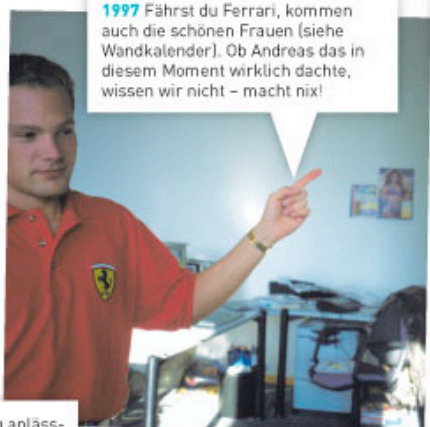 1997 Fährst du Ferrari, kommen
auch die schönen Frauen (siehe
Wandkalender). Ob Andreas das in
diesem Moment wirklich dachte,
wissen wir nicht – macht nix!
anläss-